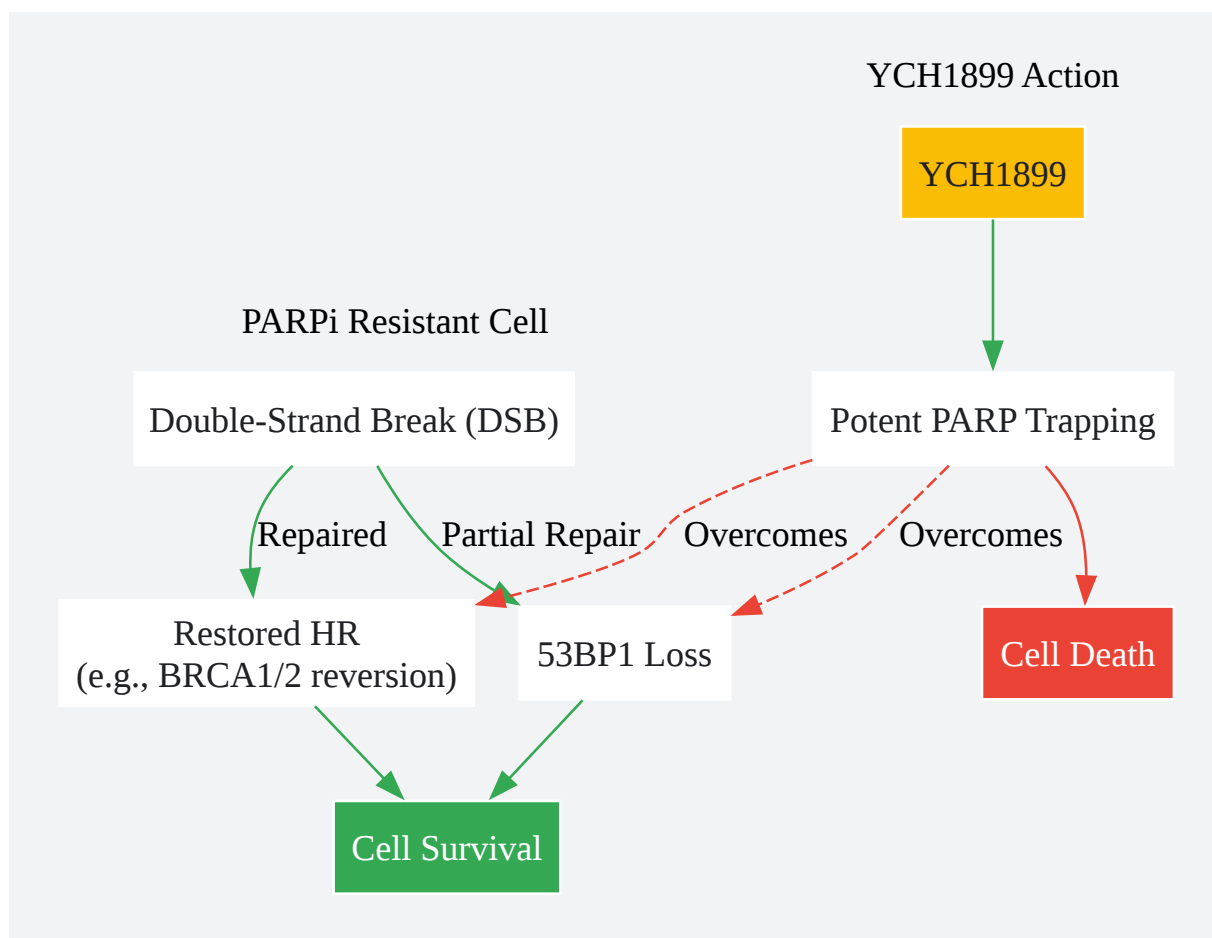 YCH1899 Action
YCH1899
PARPi Resistant Cell
Double-Strand Break (DSB)
Potent PARP Trapping
Repaired
Partial Repair
Overcomes
Overcomes
Restored HR
(e.g., BRCA1/2 reversion)
53BP1 Loss
Cell Death
Cell Survival